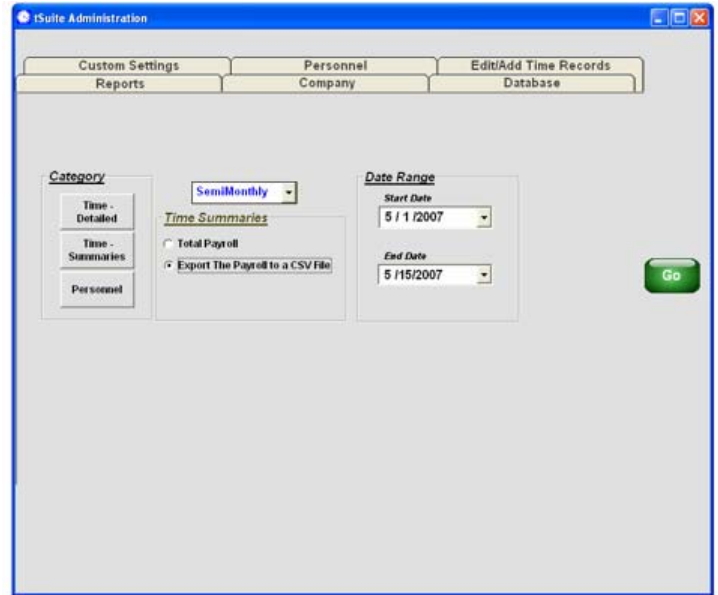 tSuite Administration
Custom Settings
Personnel
Edit/Add Time Records
Reports
Company
Database
Category
Time -
Detailed
Time -
Summaries
Personnel
SemiMonthly
Time Summaries
Total Payroll
Export The Payroll to a CSV File
Date Range
Start Date
5 / 1 /2007
End Date
5 /15/2007
Go